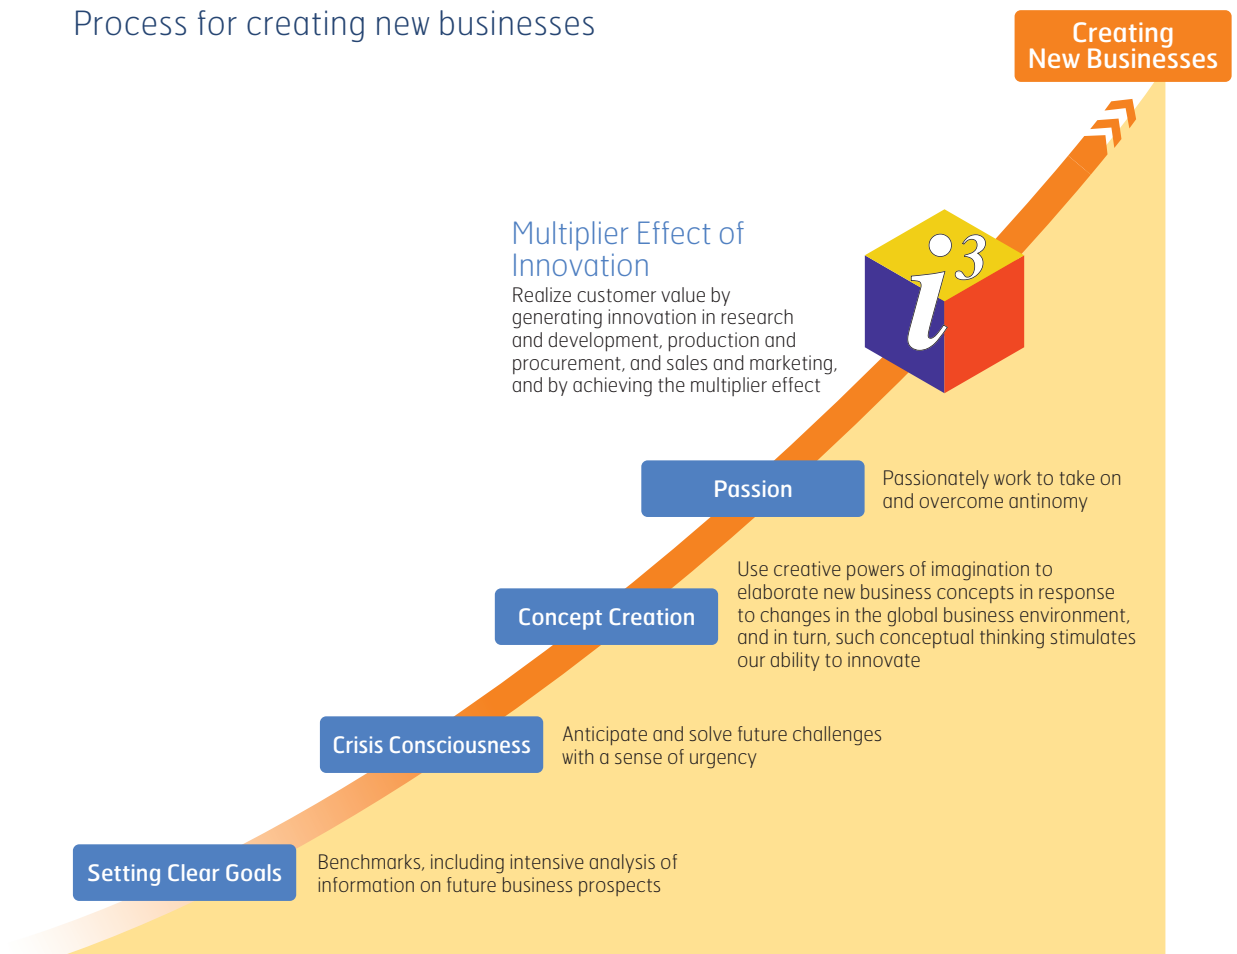 Process for creating new businesses
Creating
New Businesses
Multiplier Effect of
Innovation
Realize customer value by
generating innovation in research
and development, production and
procurement, and sales and marketing,
and by achieving the multiplier effect
i³
Passion
Passionately work to take on
and overcome antinomy
Concept Creation
Use creative powers of imagination to
elaborate new business concepts in response
to changes in the global business environment,
and in turn, such conceptual thinking stimulates
our ability to innovate
Crisis Consciousness
Anticipate and solve future challenges
with a sense of urgency
Setting Clear Goals
Benchmarks, including intensive analysis of
information on future business prospects